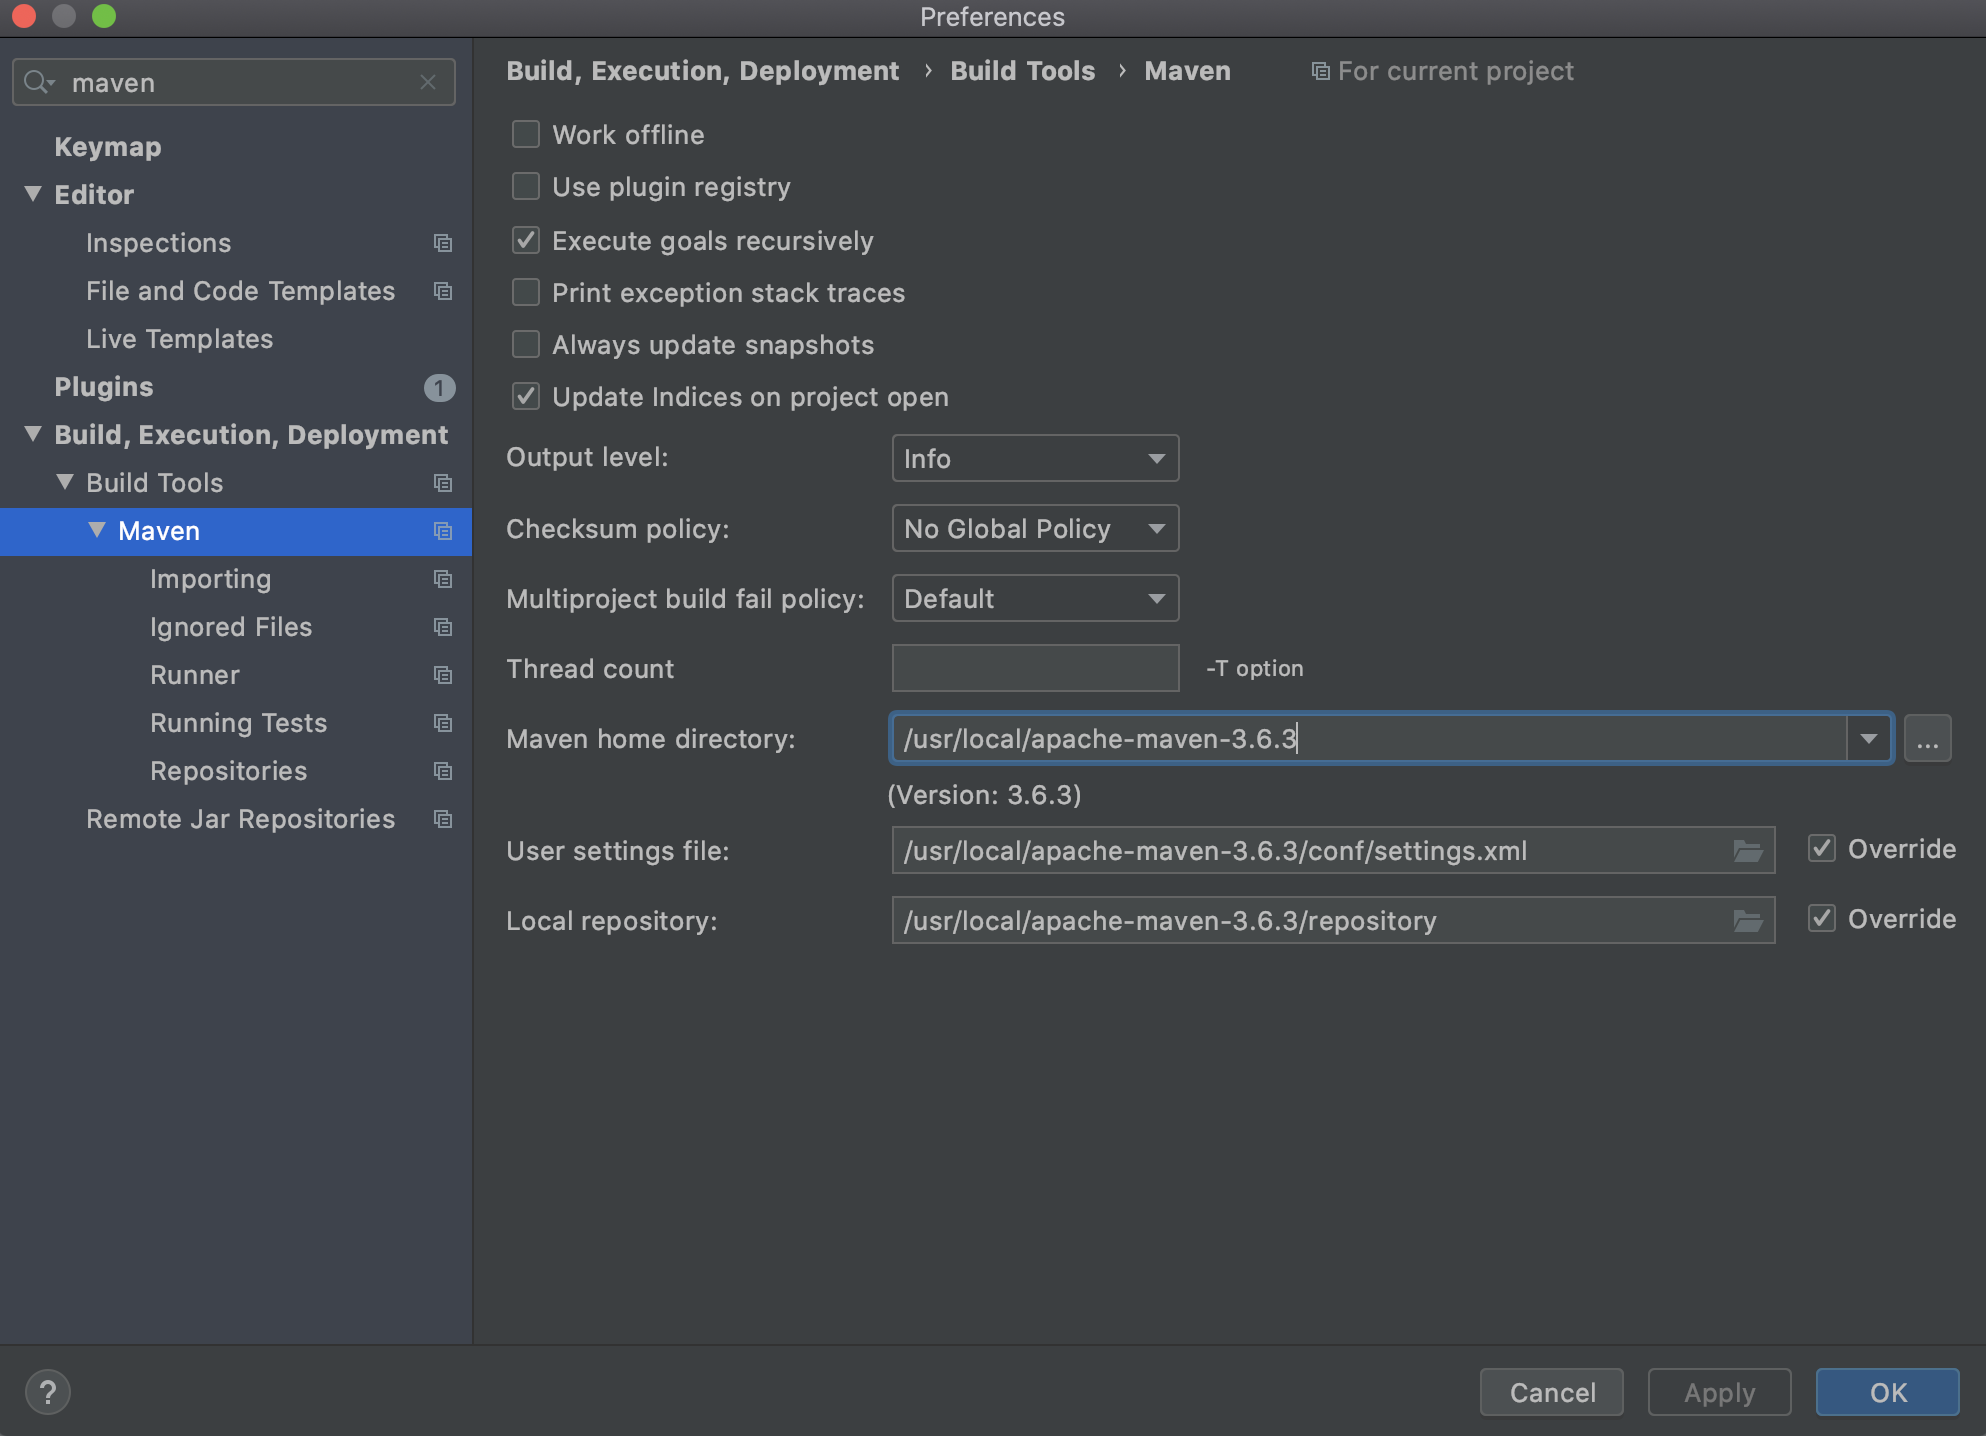 Preferences
maven
Keymap
Editor
Inspections
File and Code Templates
Live Templates
Plugins 1
Build, Execution, Deployment
Build Tools
Maven
Importing
Ignored Files
Runner
Running Tests
Repositories
Remote Jar Repositories
Build, Execution, Deployment › Build Tools › Maven For current project
Work offline
Use plugin registry
Execute goals recursively
Print exception stack traces
Always update snapshots
Update Indices on project open
Output level: Info
Checksum policy: No Global Policy
Multiproject build fail policy: Default
Thread count -T option
Maven home directory: /usr/local/apache-maven-3.6.3 ...
(Version: 3.6.3)
User settings file: /usr/local/apache-maven-3.6.3/conf/settings.xml Override
Local repository: /usr/local/apache-maven-3.6.3/repository Override
? Cancel Apply OK